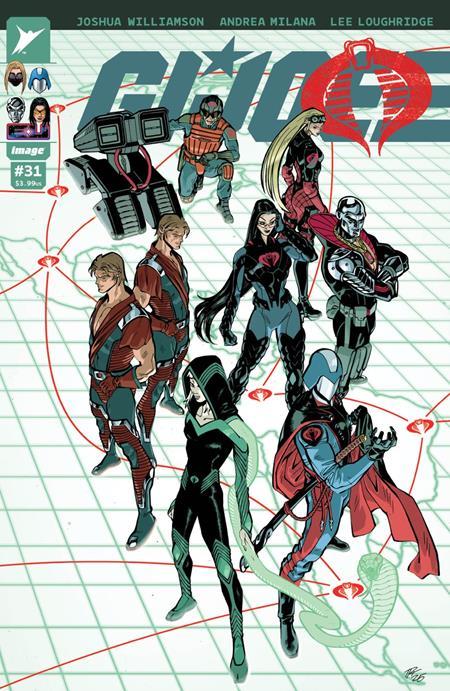 JOSHUA WILLIAMSON ANDREA MILANA LEE LOUGHRIDGE
G.I. JOE
image
#31
$3.99US